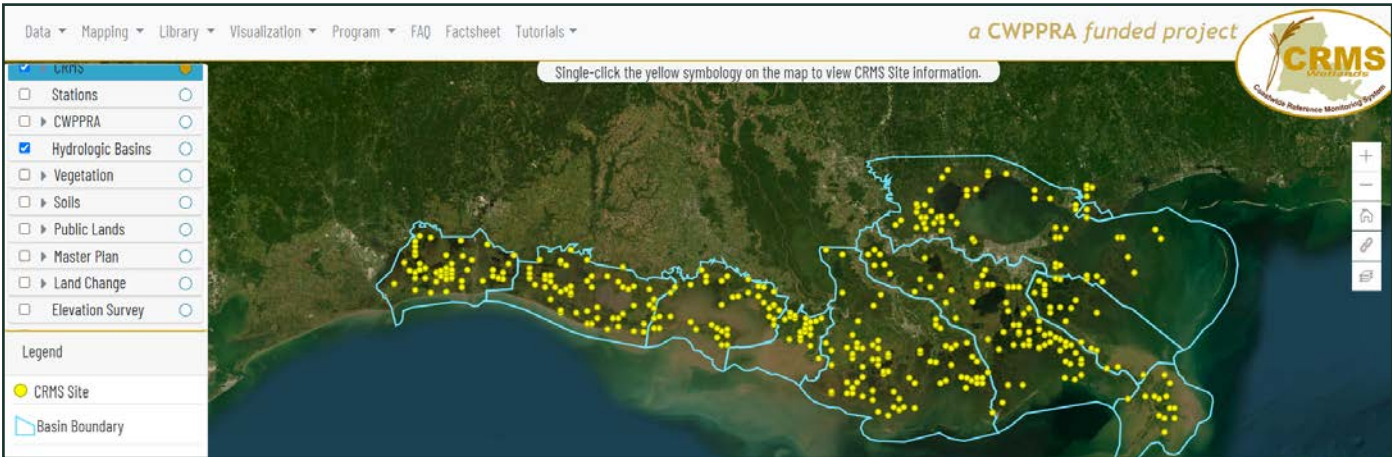 Data Mapping Library Visualization Program FAQ Factsheet Tutorials
a CWPPRA funded project
CRMS
Wetlands
Coastwide Reference Monitoring System
Single-click the yellow symbology on the map to view CRMS Site information.
CRMS
Stations
CWPPRA
Hydrologic Basins
Vegetation
Soils
Public Lands
Master Plan
Land Change
Elevation Survey
Legend
CRMS Site
Basin Boundary